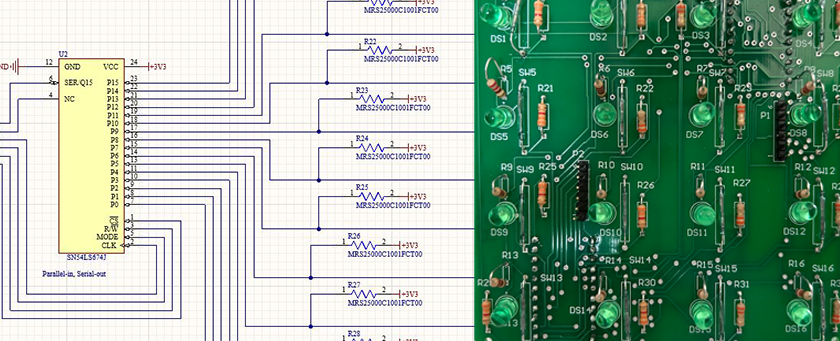 MRS25000C1001FCT00
R22
1
2
+3V3
MRS25000C1001FCT00
R23
1
2
+3V3
MRS25000C1001FCT00
R24
1
2
+3V3
MRS25000C1001FCT00
R25
1
2
+3V3
MRS25000C1001FCT00
R26
1
2
+3V3
MRS25000C1001FCT00
R27
1
2
+3V3
MRS25000C1001FCT00
R28
U2
12
GND
VCC
24
+3V3
6
SER/Q15
4
NC
P15
23
P14
22
P13
21
P12
20
P11
19
P10
18
P9
17
P8
16
P7
15
P6
14
P5
13
P4
11
P3
10
P2
9
P1
8
P0
7
CS
1
R/W
3
MODE
5
CLK
2
SN54LS674J
Parallel-in, Serial-out
DS1
DS2
DS3
DS4
R5
SW5
R21
R6
SW6
R22
R7
SW7
R23
P1
R8
DS5
DS6
DS7
DS8
R9
SW9
R25
R10
SW10
R26
R11
SW11
R27
R12
SW12
DS9
DS10
DS11
DS12
R13
SW13
R14
SW14
R30
R15
SW15
R31
R16
SW16